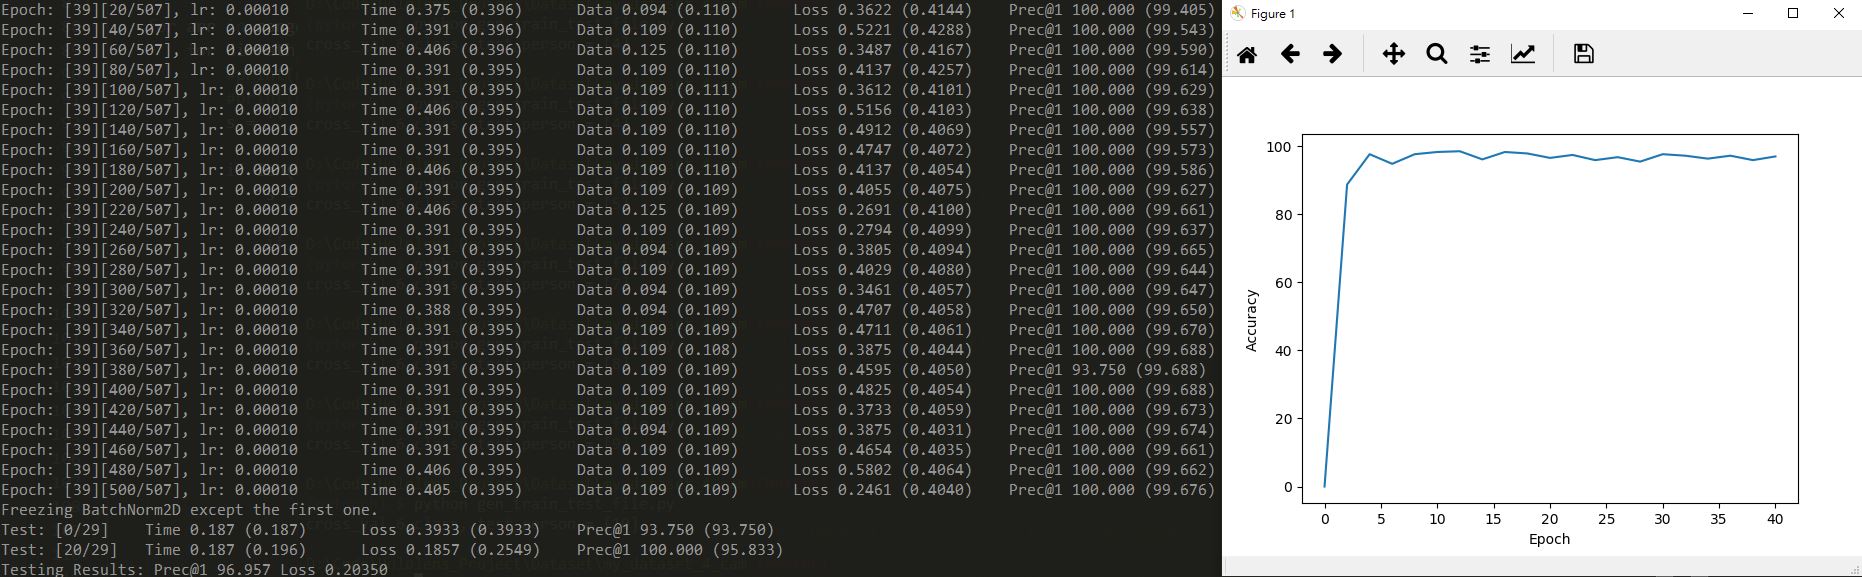 Epoch: [39][20/507], lr: 0.00010 Time 0.375 (0.396) Data 0.094 (0.110) Loss 0.3622 (0.4144) Prec@1 100.000 (99.405)
Epoch: [39][40/507], lr: 0.00010 Time 0.391 (0.396) Data 0.109 (0.110) Loss 0.5221 (0.4288) Prec@1 100.000 (99.543)
Epoch: [39][60/507], lr: 0.00010 Time 0.406 (0.396) Data 0.125 (0.110) Loss 0.3487 (0.4167) Prec@1 100.000 (99.590)
Epoch: [39][80/507], lr: 0.00010 Time 0.391 (0.395) Data 0.109 (0.110) Loss 0.4137 (0.4257) Prec@1 100.000 (99.614)
Epoch: [39][100/507], lr: 0.00010 Time 0.391 (0.395) Data 0.109 (0.111) Loss 0.3612 (0.4101) Prec@1 100.000 (99.629)
Epoch: [39][120/507], lr: 0.00010 Time 0.406 (0.395) Data 0.109 (0.110) Loss 0.5156 (0.4103) Prec@1 100.000 (99.638)
Epoch: [39][140/507], lr: 0.00010 Time 0.391 (0.395) Data 0.109 (0.110) Loss 0.4912 (0.4069) Prec@1 100.000 (99.557)
Epoch: [39][160/507], lr: 0.00010 Time 0.391 (0.395) Data 0.109 (0.110) Loss 0.4747 (0.4072) Prec@1 100.000 (99.573)
Epoch: [39][180/507], lr: 0.00010 Time 0.406 (0.395) Data 0.109 (0.110) Loss 0.4137 (0.4054) Prec@1 100.000 (99.586)
Epoch: [39][200/507], lr: 0.00010 Time 0.391 (0.395) Data 0.109 (0.109) Loss 0.4055 (0.4075) Prec@1 100.000 (99.627)
Epoch: [39][220/507], lr: 0.00010 Time 0.406 (0.395) Data 0.125 (0.109) Loss 0.2691 (0.4100) Prec@1 100.000 (99.661)
Epoch: [39][240/507], lr: 0.00010 Time 0.391 (0.395) Data 0.109 (0.109) Loss 0.2794 (0.4099) Prec@1 100.000 (99.637)
Epoch: [39][260/507], lr: 0.00010 Time 0.391 (0.395) Data 0.094 (0.109) Loss 0.3805 (0.4094) Prec@1 100.000 (99.665)
Epoch: [39][280/507], lr: 0.00010 Time 0.391 (0.395) Data 0.109 (0.109) Loss 0.4029 (0.4080) Prec@1 100.000 (99.644)
Epoch: [39][300/507], lr: 0.00010 Time 0.391 (0.395) Data 0.094 (0.109) Loss 0.3461 (0.4057) Prec@1 100.000 (99.647)
Epoch: [39][320/507], lr: 0.00010 Time 0.388 (0.395) Data 0.094 (0.109) Loss 0.4707 (0.4058) Prec@1 100.000 (99.650)
Epoch: [39][340/507], lr: 0.00010 Time 0.391 (0.395) Data 0.109 (0.109) Loss 0.4711 (0.4061) Prec@1 100.000 (99.670)
Epoch: [39][360/507], lr: 0.00010 Time 0.391 (0.395) Data 0.109 (0.108) Loss 0.3875 (0.4044) Prec@1 100.000 (99.688)
Epoch: [39][380/507], lr: 0.00010 Time 0.391 (0.395) Data 0.109 (0.109) Loss 0.4595 (0.4050) Prec@1 93.750 (99.688)
Epoch: [39][400/507], lr: 0.00010 Time 0.391 (0.395) Data 0.109 (0.109) Loss 0.4825 (0.4054) Prec@1 100.000 (99.688)
Epoch: [39][420/507], lr: 0.00010 Time 0.391 (0.395) Data 0.109 (0.109) Loss 0.3733 (0.4059) Prec@1 100.000 (99.673)
Epoch: [39][440/507], lr: 0.00010 Time 0.391 (0.395) Data 0.094 (0.109) Loss 0.3875 (0.4031) Prec@1 100.000 (99.674)
Epoch: [39][460/507], lr: 0.00010 Time 0.391 (0.395) Data 0.109 (0.109) Loss 0.4654 (0.4035) Prec@1 100.000 (99.661)
Epoch: [39][480/507], lr: 0.00010 Time 0.406 (0.395) Data 0.109 (0.109) Loss 0.5802 (0.4064) Prec@1 100.000 (99.662)
Epoch: [39][500/507], lr: 0.00010 Time 0.405 (0.395) Data 0.109 (0.109) Loss 0.2461 (0.4040) Prec@1 100.000 (99.676)
Freezing BatchNorm2D except the first one.
Test: [0/29] Time 0.187 (0.187) Loss 0.3933 (0.3933) Prec@1 93.750 (93.750)
Test: [20/29] Time 0.187 (0.196) Loss 0.1857 (0.2549) Prec@1 100.000 (95.833)
Testing Results: Prec@1 96.957 Loss 0.20350
Figure 1
100
80
60
40
20
0
Accuracy
0 5 10 15 20 25 30 35 40
Epoch